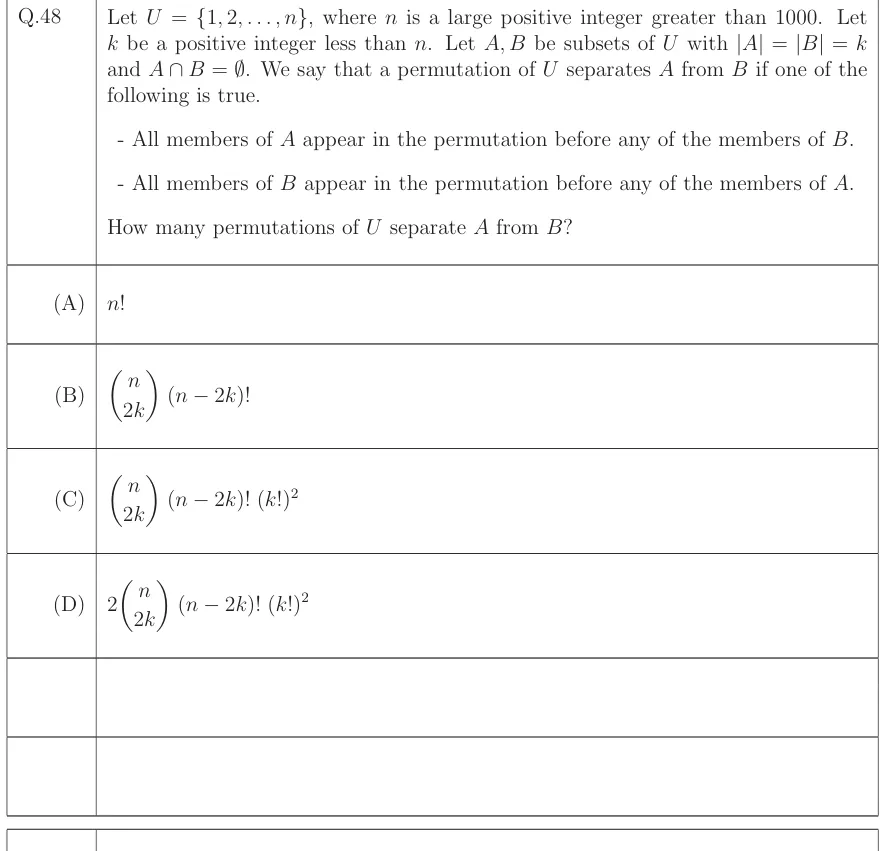 Q.48 Let U = {1, 2, . . . , n}, where n is a large positive integer greater than 1000. Let
k be a positive integer less than n. Let A, B be subsets of U with |A| = |B| = k
and A ∩ B = ∅. We say that a permutation of U separates A from B if one of the
following is true.
- All members of A appear in the permutation before any of the members of B.
- All members of B appear in the permutation before any of the members of A.
How many permutations of U separate A from B?
(A) n!
(B) \binom{n}{2k} (n − 2k)!
(C) \binom{n}{2k} (n − 2k)! (k!)²
(D) 2\binom{n}{2k} (n − 2k)! (k!)²